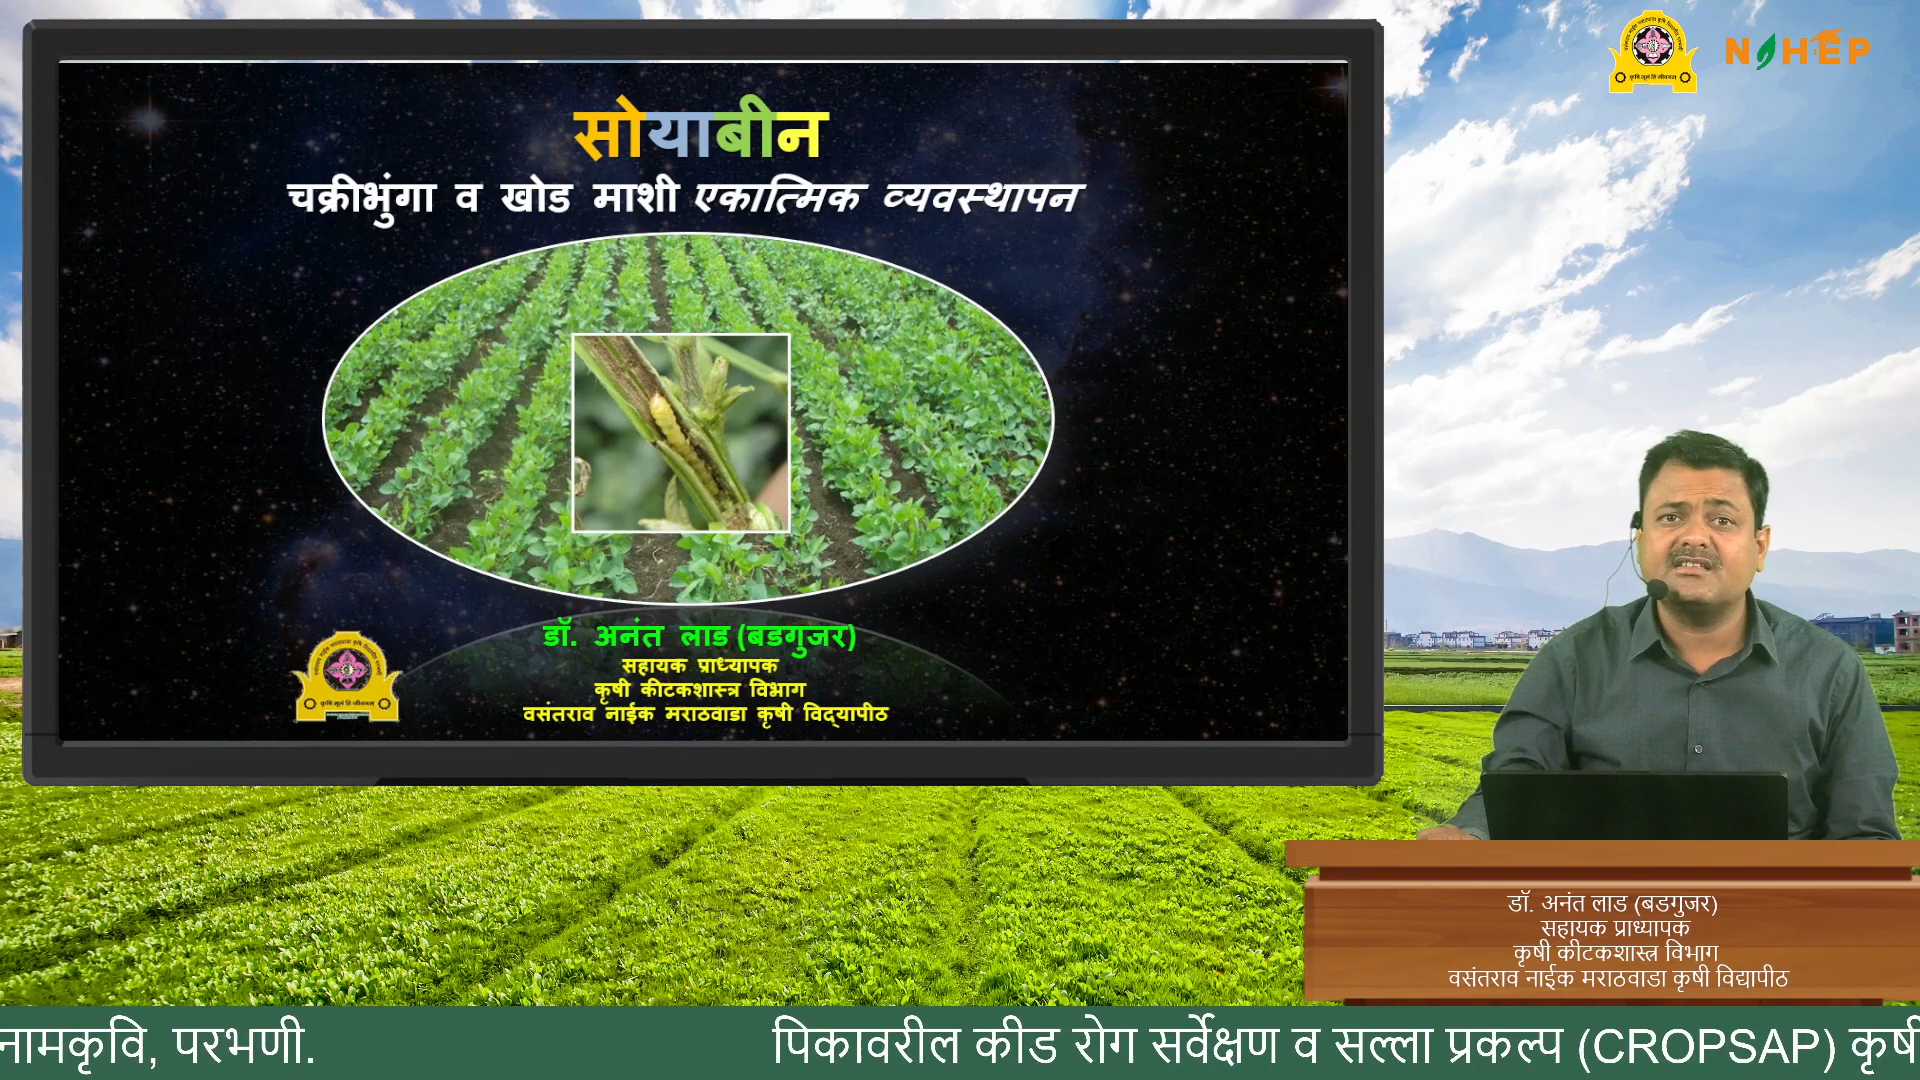 सोयाबीन
चक्रीभुंगा व खोड माशी एकात्मिक व्यवस्थापन
डॉ. अनंत लाड (बडगुजर)
सहायक प्राध्यापक
कृषी कीटकशास्त्र विभाग
वसंतराव नाईक मराठवाडा कृषी विद्यापीठ
NAHEP
डॉ. अनंत लाड (बडगुजर)
सहायक प्राध्यापक
कृषी कीटकशास्त्र विभाग
वसंतराव नाईक मराठवाडा कृषी विद्यापीठ
नामकृवि, परभणी. पिकावरील कीड रोग सर्वेक्षण व सल्ला प्रकल्प (CROPSAP) कृषी